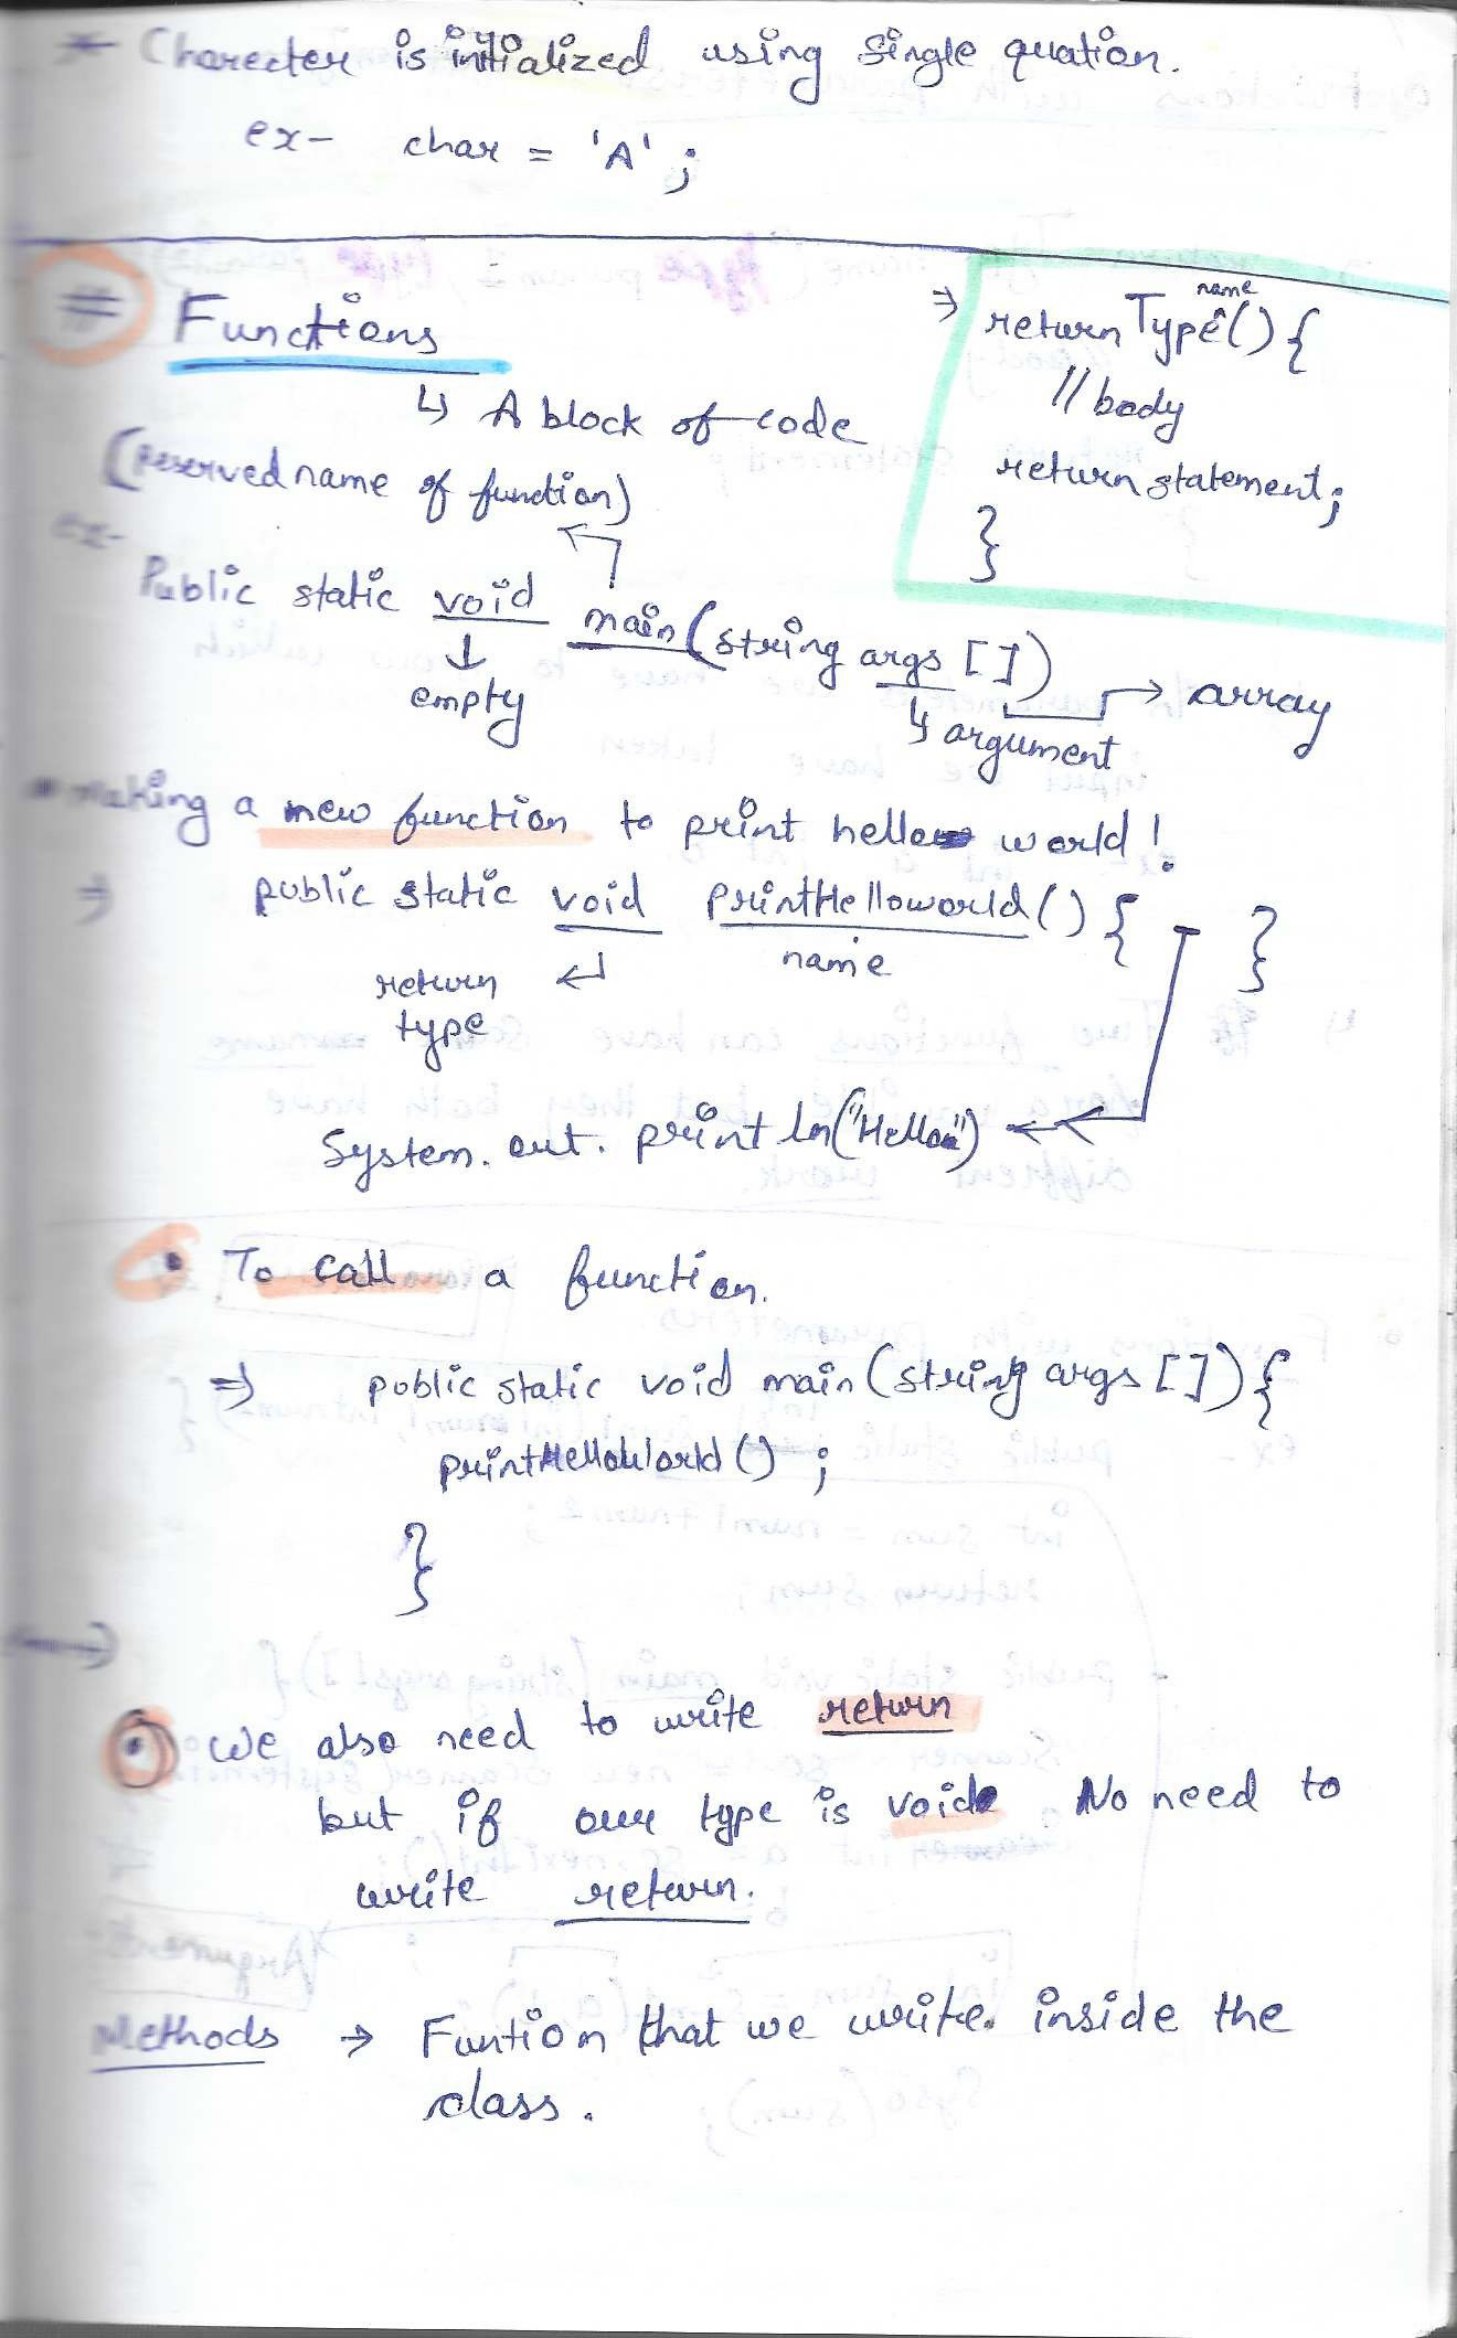 * Charecter is initialized using Single quation.
ex- char = 'A' ;
# Functions
↳ A block of code
⇒ returnType name () {
// body
return statement;
}
(Reserved name of function)
ex-
Public static void main (string args [])
↓ empty
↳ argument
→ array
Making a new function to print hello world !
⇒ public static void PrintHelloworld () { }
return type
name
System. out. print ln("Hello")
• To call a function.
⇒ public static void main (string args []) {
printHelloWorld () ;
}
• We also need to write return
but if our type is void No need to
write return.
Methods → Funtion that we write. inside the
class.